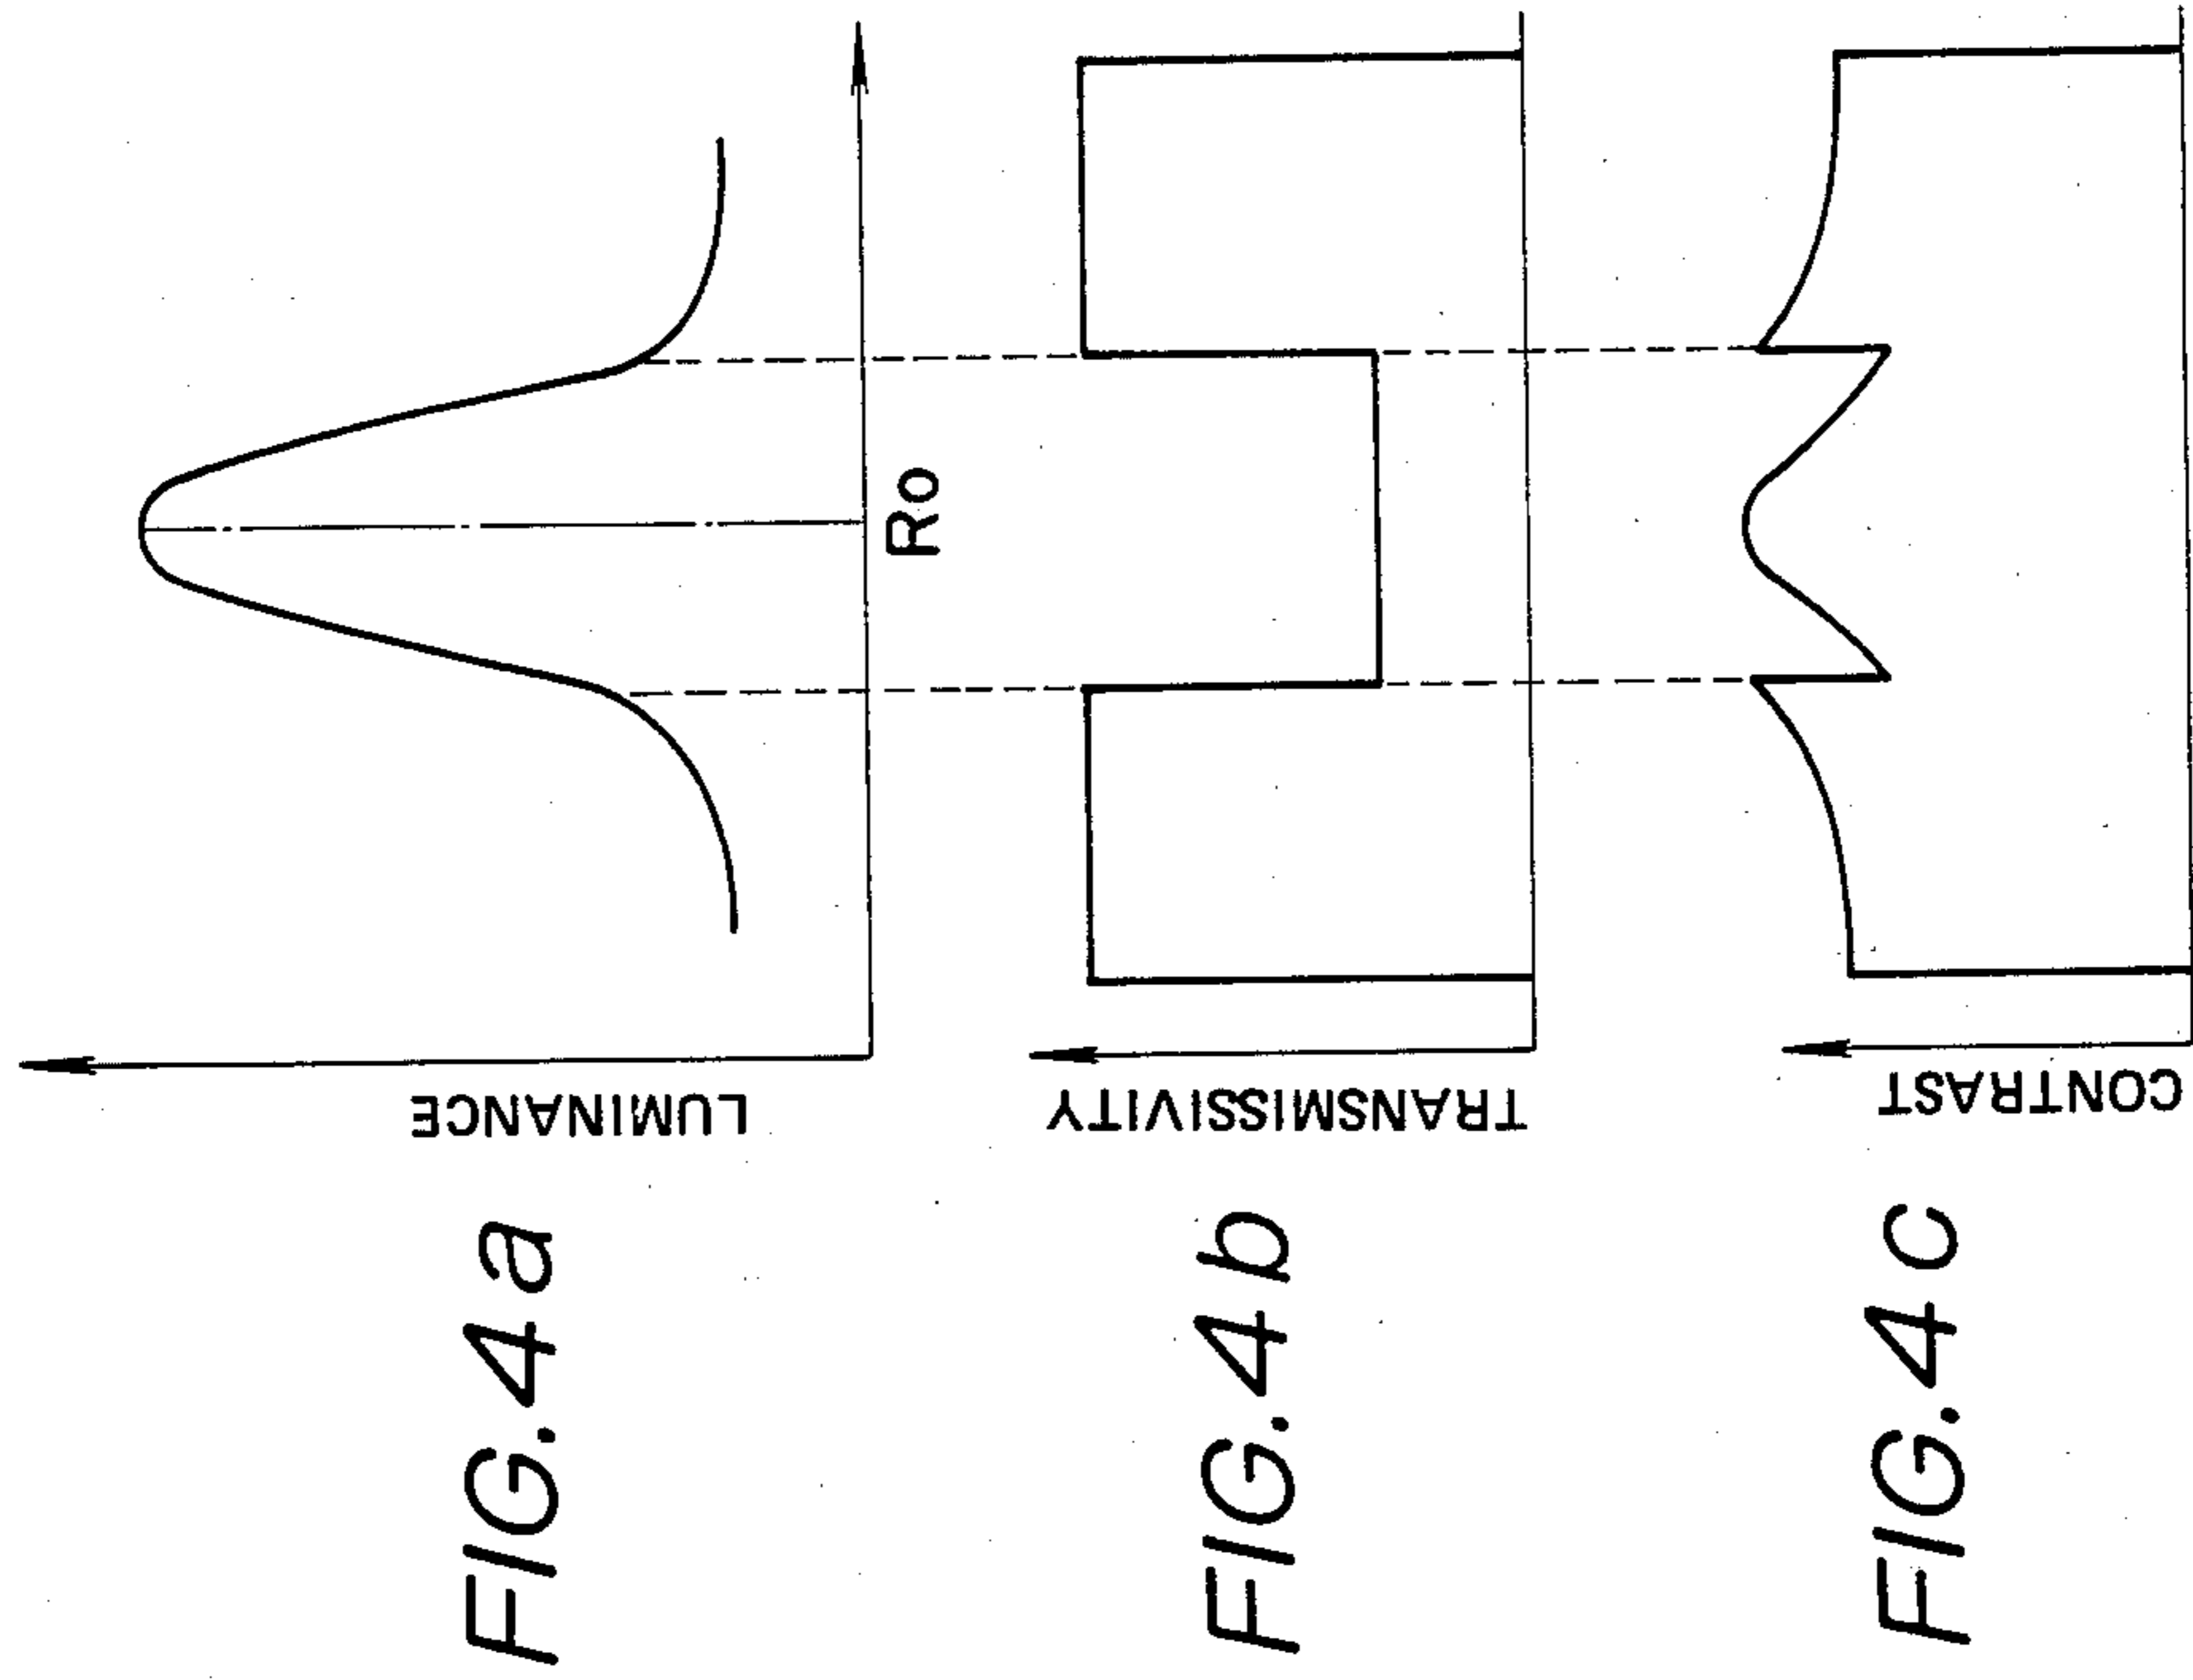 FIG. 4a
LUMINANCE
Ro
FIG. 4b
TRANSMISSIVITY
FIG. 4c
CONTRAST